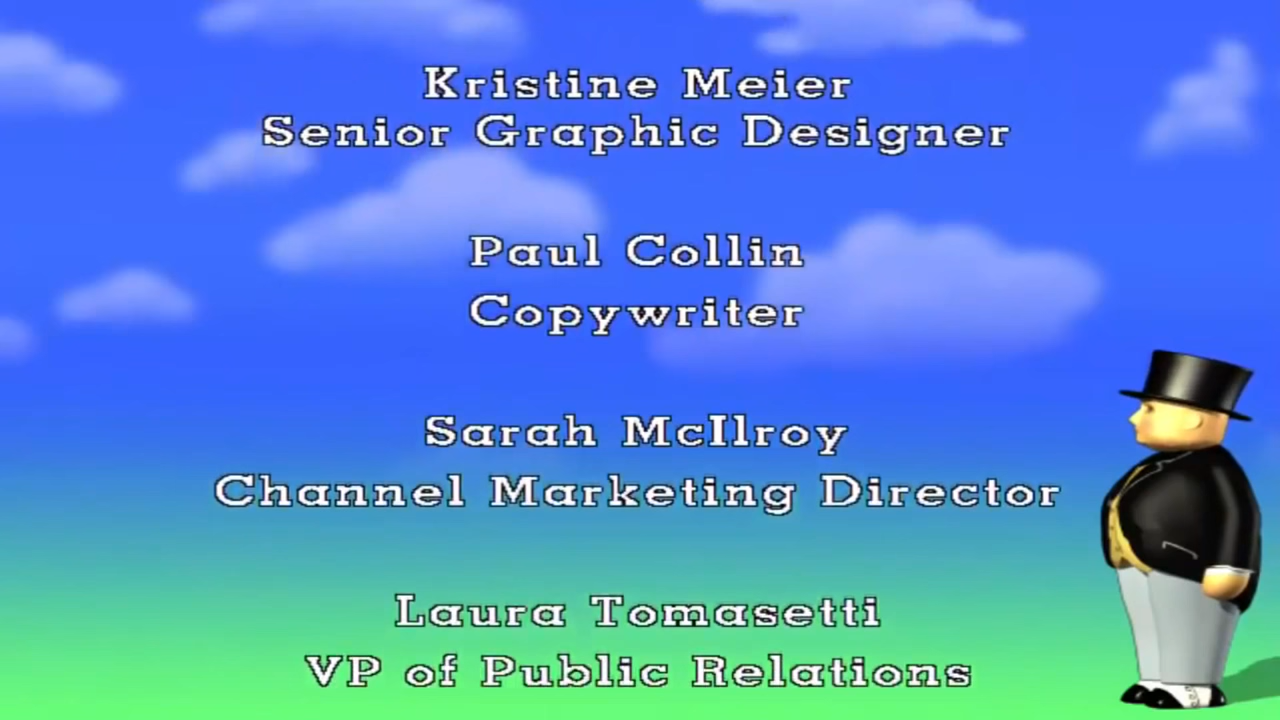 Kristine Meier
Senior Graphic Designer
Paul Collin
Copywriter
Sarah McIlroy
Channel Marketing Director
Laura Tomasetti
VP of Public Relations